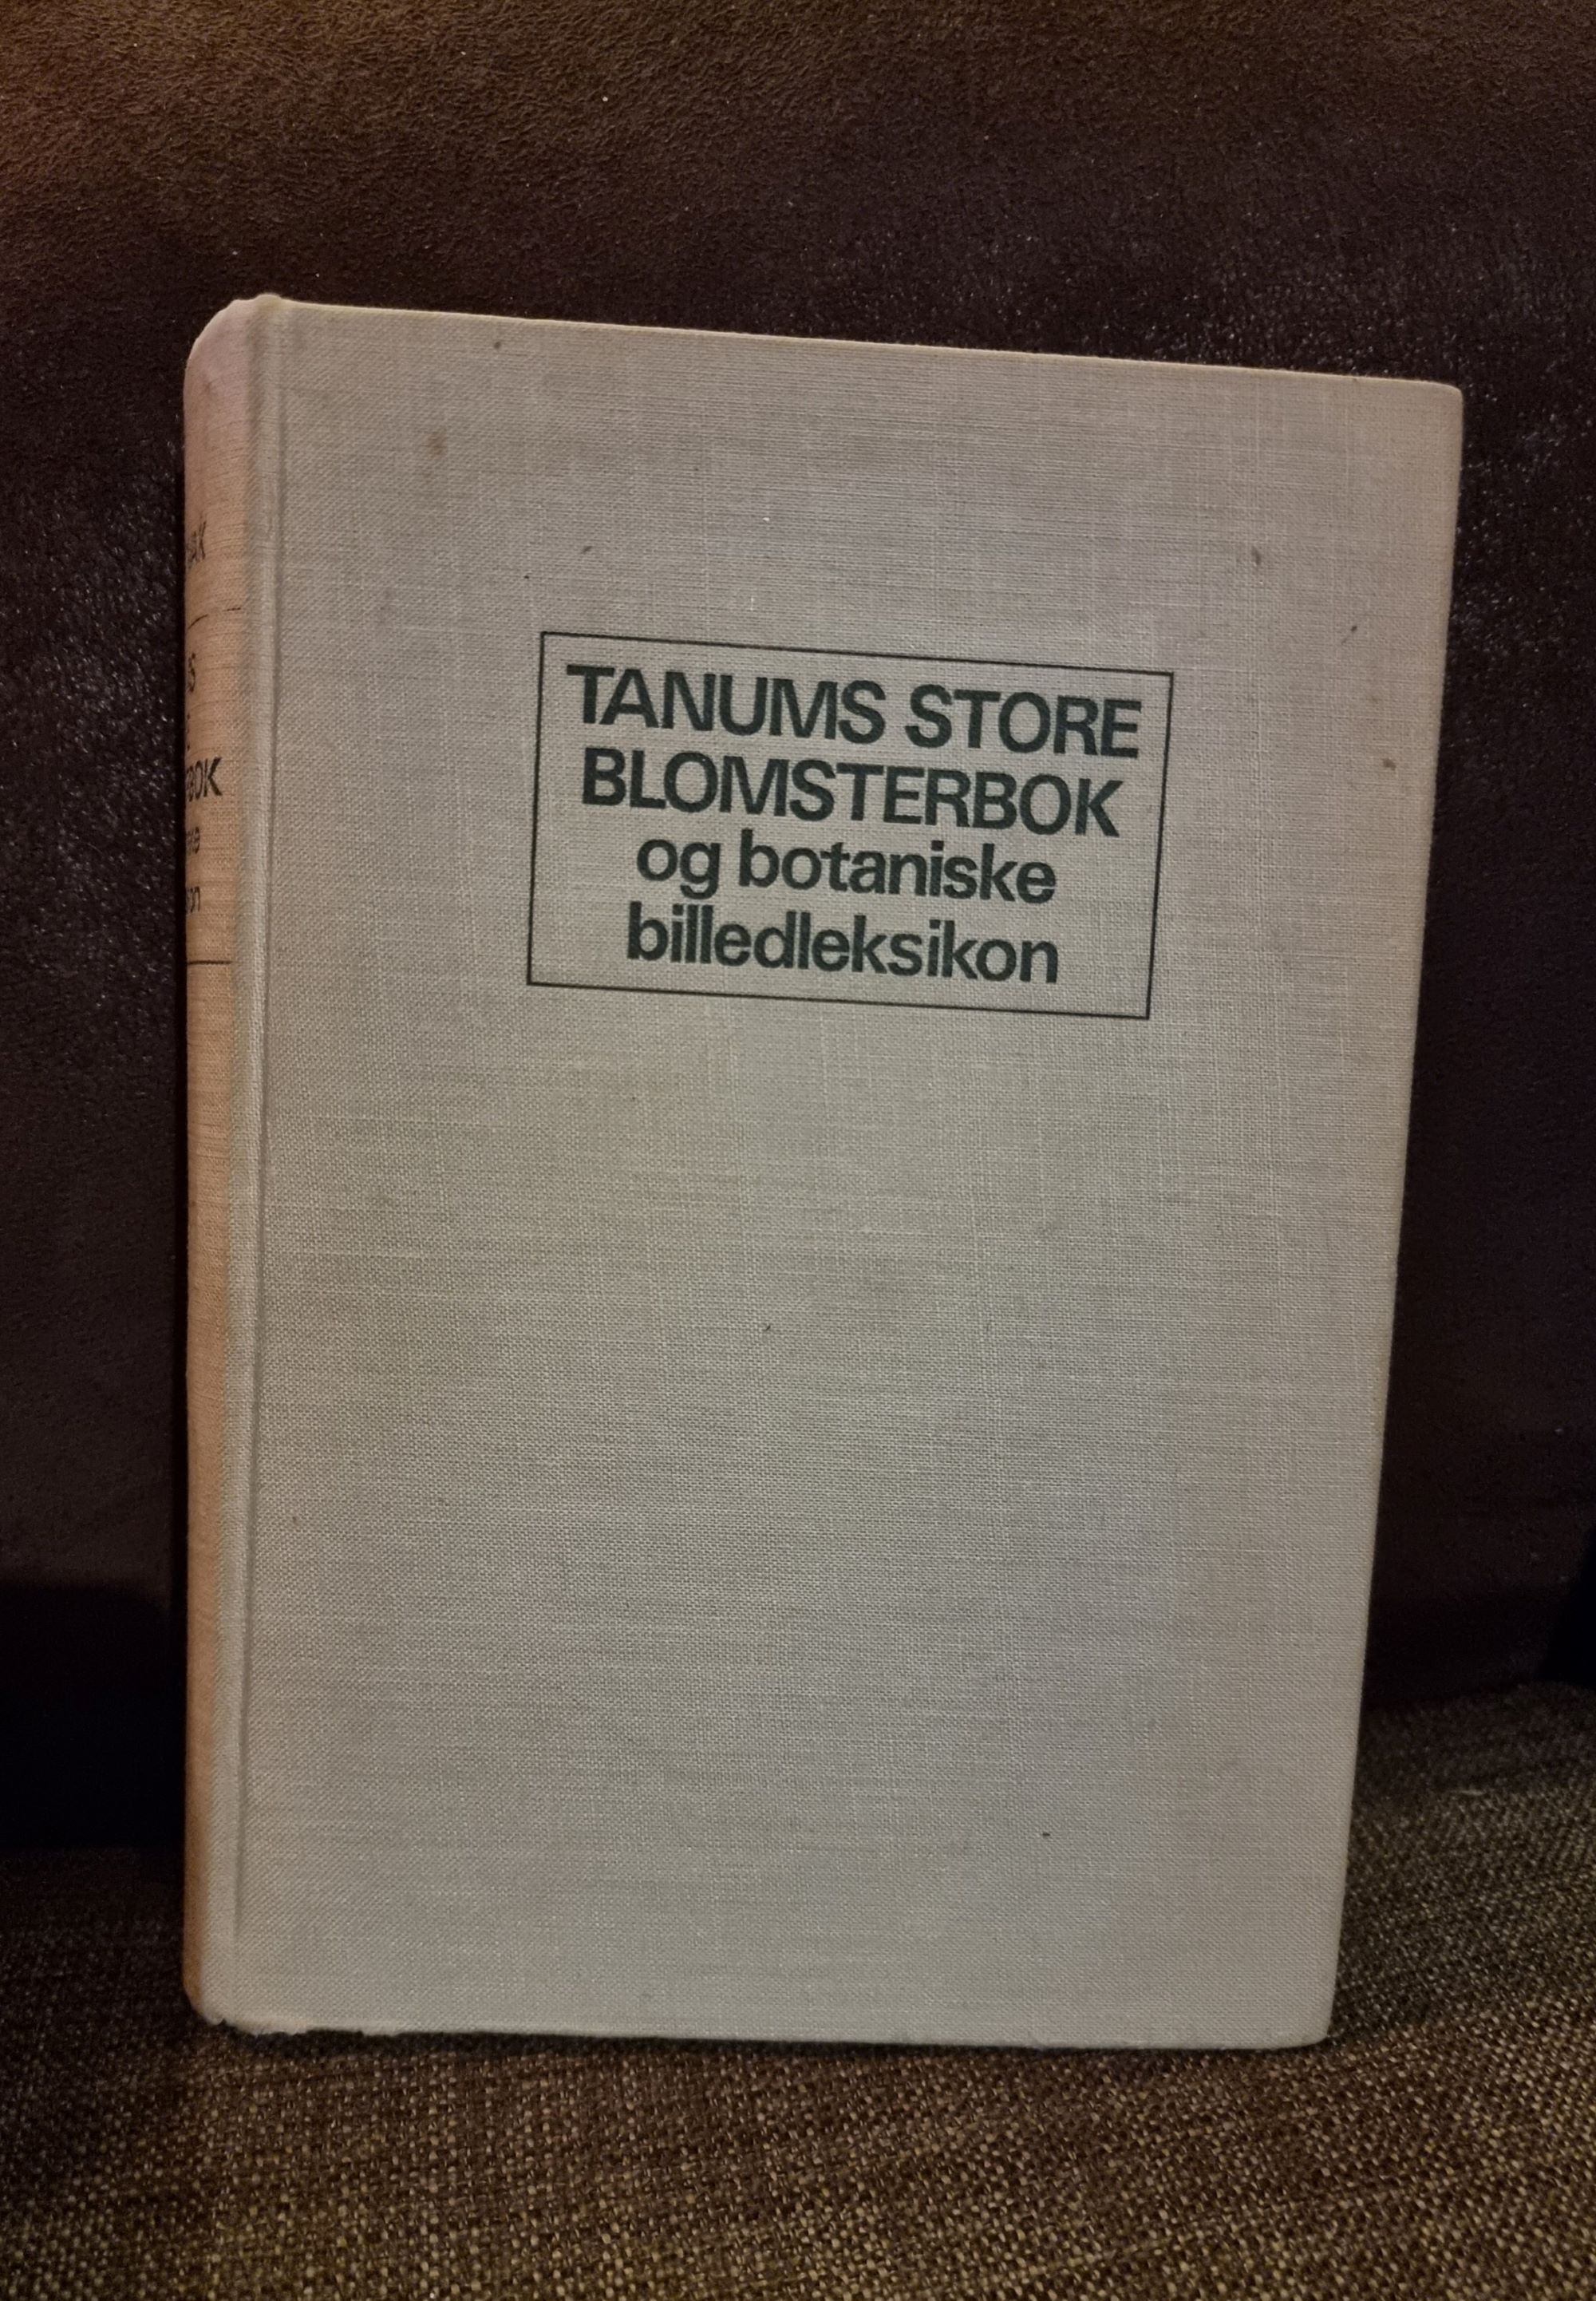 TANUMS STORE
BLOMSTERBOK
og botaniske
billedleksikon